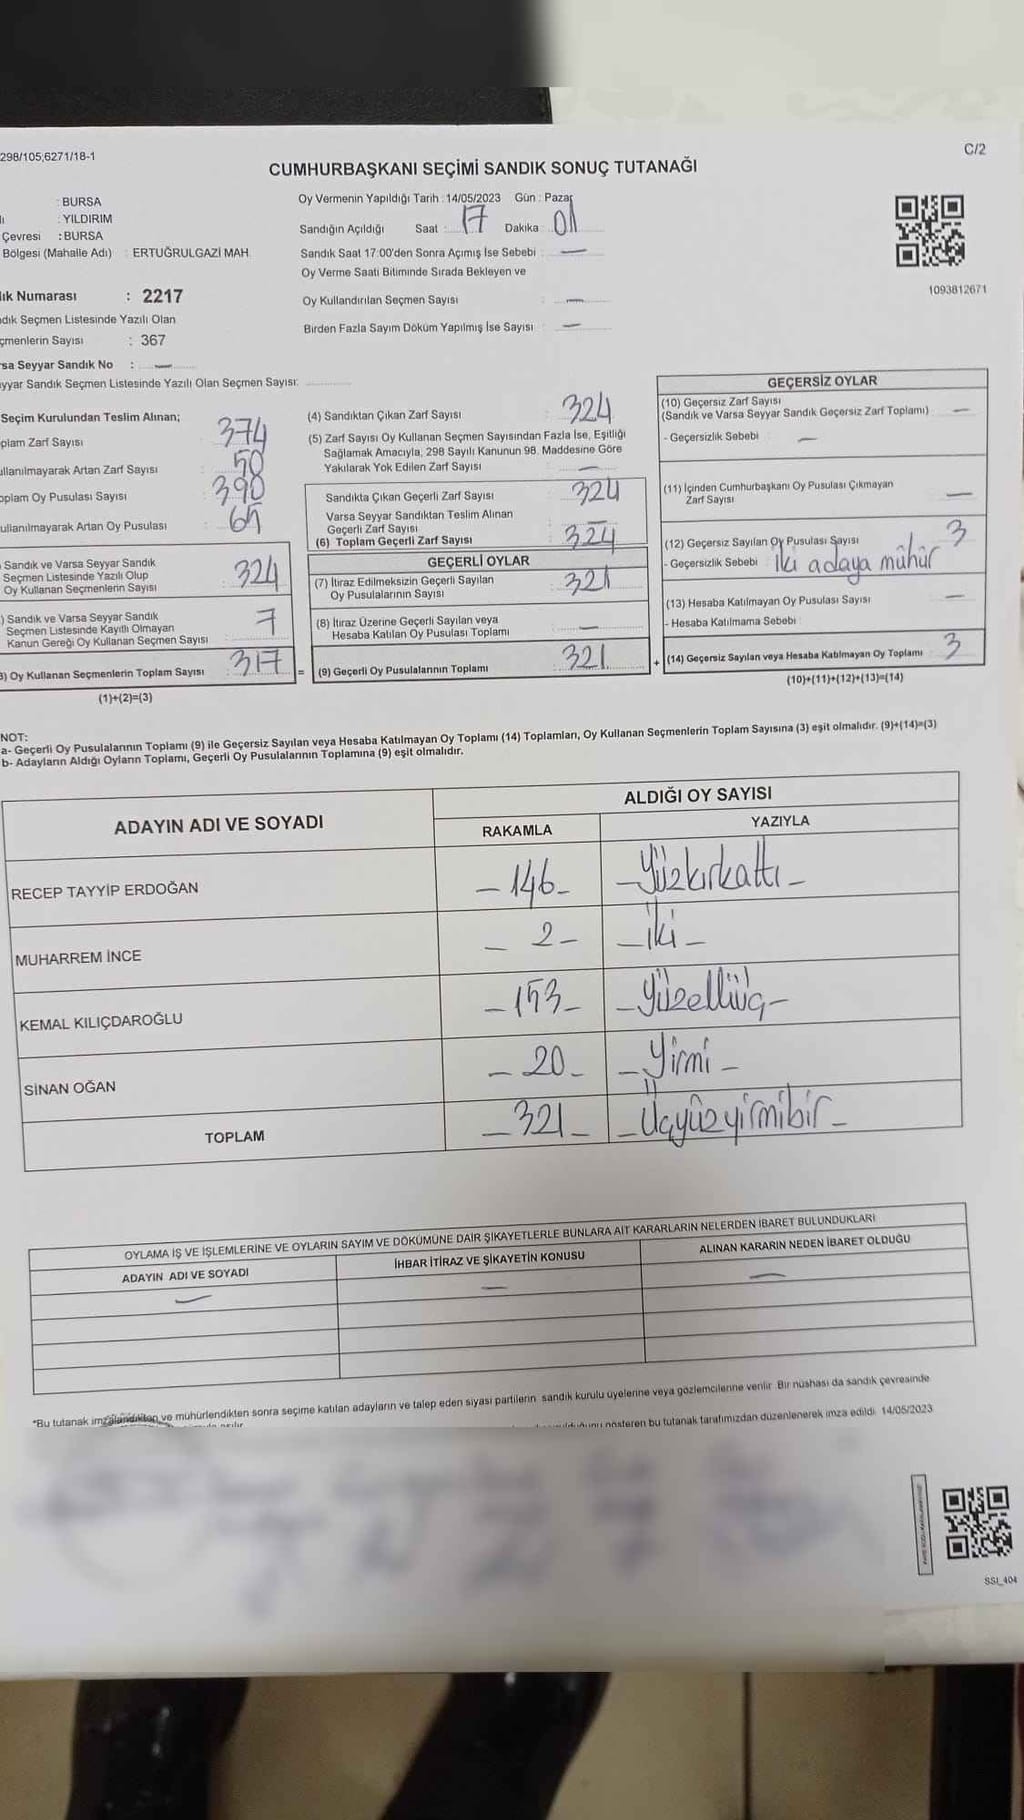 298/105;6271/18-1
C/2
CUMHURBAŞKANI SEÇİMİ SANDIK SONUÇ TUTANAĞI
: BURSA
: YILDIRIM
Çevresi : BURSA
Bölgesi (Mahalle Adı) : ERTUĞRULGAZİ MAH.
Oy Vermenin Yapıldığı Tarih : 14/05/2023 Gün : Pazar
Sandığın Açıldığı Saat : 17 Dakika : 01
Sandık Saat 17:00'den Sonra Açımış İse Sebebi : —
Oy Verme Saati Bitiminde Sırada Bekleyen ve
Oy Kullandırılan Seçmen Sayısı : —
Birden Fazla Sayım Döküm Yapılmış İse Sayısı : —
1093812671
Numarası : 2217
Seçmen Listesinde Yazılı Olan
Sayısı : 367
Seyyar Sandık No : —
Sandık Seçmen Listesinde Yazılı Olan Seçmen Sayısı:
Seçim Kurulundan Teslim Alınan;
Zarf Sayısı 374
Artan Zarf Sayısı : 50
Oy Pusulası Sayısı : 390
Artan Oy Pusulası : 65
Sandık ve Varsa Seyyar Sandık
Seçmen Listesinde Yazılı Olup
Oy Kullanan Seçmenlerin Sayısı 324
) Sandık ve Varsa Seyyar Sandık
Seçmen Listesinde Kayıtlı Olmayan
Kanun Gereği Oy Kullanan Seçmen Sayısı 7
3) Oy Kullanan Seçmenlerin Toplam Sayısı 317 =
(1)+(2)=(3)
(4) Sandıktan Çıkan Zarf Sayısı : 324
(5) Zarf Sayısı Oy Kullanan Seçmen Sayısından Fazla İse, Eşitliği
Sağlamak Amacıyla, 298 Sayılı Kanunun 98. Maddesine Göre
Yakılarak Yok Edilen Zarf Sayısı : —
Sandıkta Çıkan Geçerli Zarf Sayısı 324
Varsa Seyyar Sandıktan Teslim Alınan
Geçerli Zarf Sayısı —
(6) Toplam Geçerli Zarf Sayısı 324
GEÇERLİ OYLAR
(7) İtiraz Edilmeksizin Geçerli Sayılan
Oy Pusulalarının Sayısı 321
(8) İtiraz Üzerine Geçerli Sayılan veya
Hesaba Katılan Oy Pusulası Toplamı —
(9) Geçerli Oy Pusulalarının Toplamı 321 +
GEÇERSİZ OYLAR
(10) Geçersiz Zarf Sayısı
(Sandık ve Varsa Seyyar Sandık Geçersiz Zarf Toplamı) —
- Geçersizlik Sebebi —
(11) İçinden Cumhurbaşkanı Oy Pusulası Çıkmayan
Zarf Sayısı —
(12) Geçersiz Sayılan Oy Pusulası Sayısı 3
- Geçersizlik Sebebi İki adaya mühür
(13) Hesaba Katılmayan Oy Pusulası Sayısı —
- Hesaba Katılmama Sebebi
(14) Geçersiz Sayılan veya Hesaba Katılmayan Oy Toplamı 3
(10)+(11)+(12)+(13)=(14)
NOT:
a- Geçerli Oy Pusulalarının Toplamı (9) ile Geçersiz Sayılan veya Hesaba Katılmayan Oy Toplamı (14) Toplamları, Oy Kullanan Seçmenlerin Toplam Sayısına (3) eşit olmalıdır. (9)+(14)=(3)
b- Adayların Aldığı Oyların Toplamı, Geçerli Oy Pusulalarının Toplamına (9) eşit olmalıdır.
ADAYIN ADI VE SOYADI ALDIĞI OY SAYISI
RAKAMLA YAZIYLA
RECEP TAYYİP ERDOĞAN - 146 - - Yüzkırkaltı -
MUHARREM İNCE - 2 - - İki -
KEMAL KILIÇDAROĞLU - 153 - - Yüzelliüç -
SİNAN OĞAN - 20 - - Yirmi -
TOPLAM - 321 - - Üçyüzyirmibir -
OYLAMA İŞ VE İŞLEMLERİNE VE OYLARIN SAYIM VE DÖKÜMÜNE DAİR ŞİKAYETLERLE BUNLARA AİT KARARLARIN NELERDEN İBARET BULUNDUKLARI
ADAYIN ADI VE SOYADI İHBAR İTİRAZ VE ŞİKAYETİN KONUSU ALINAN KARARIN NEDEN İBARET OLDUĞU
— — —
*Bu tutanak imzalandıktan ve mühürlendikten sonra seçime katılan adayların ve talep eden siyasi partilerin sandık kurulu üyelerine veya gözlemcilerine verilir. Bir nüshası da sandık çevresinde
gösteren bu tutanak tarafımızdan düzenlenerek imza edildi. 14/05/2023
SSI_404